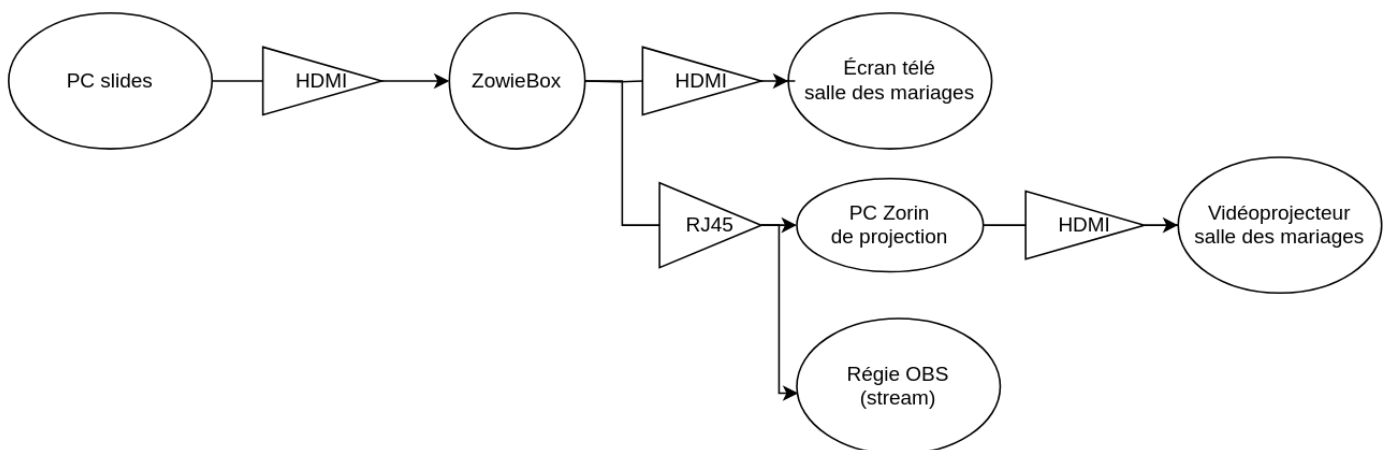 PC slides
HDMI
ZowieBox
HDMI
Écran télé
salle des mariages
RJ45
PC Zorin
de projection
HDMI
Vidéoprojecteur
salle des mariages
Régie OBS
(stream)